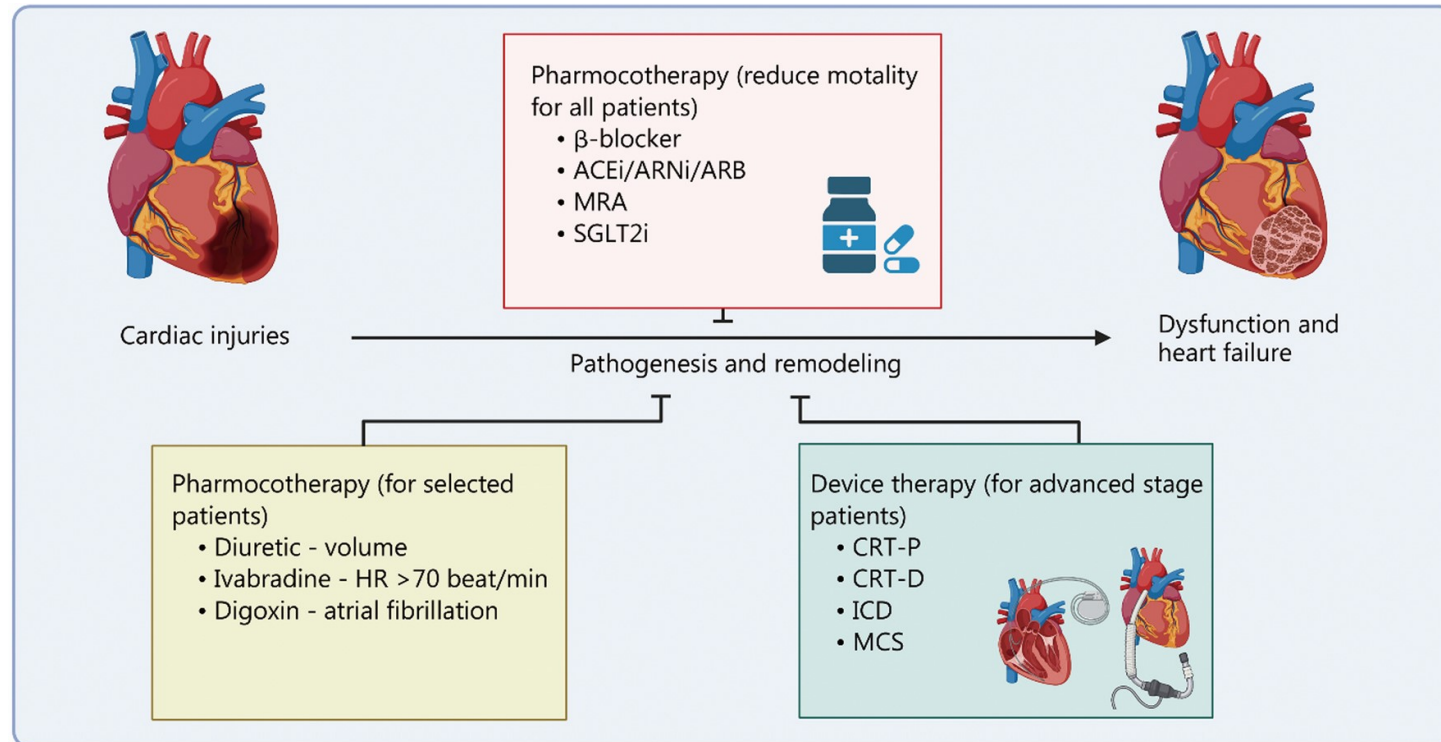 Pharmocotherapy (reduce motality
for all patients)
• β-blocker
• ACEi/ARNi/ARB
• MRA
• SGLT2i
Cardiac injuries
Pathogenesis and remodeling
Dysfunction and
heart failure
Pharmocotherapy (for selected
patients)
• Diuretic - volume
• Ivabradine - HR >70 beat/min
• Digoxin - atrial fibrillation
Device therapy (for advanced stage
patients)
• CRT-P
• CRT-D
• ICD
• MCS